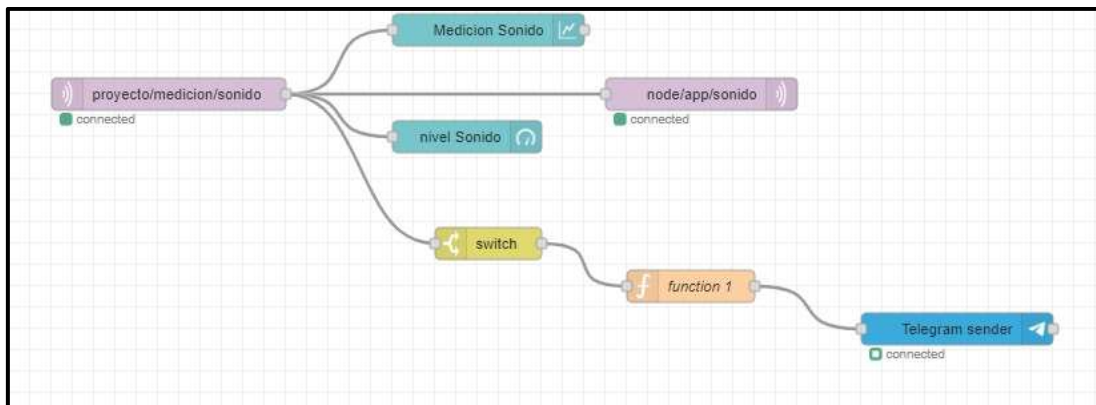 Medicion Sonido
proyecto/medicion/sonido
connected
node/app/sonido
connected
nivel Sonido
switch
function 1
Telegram sender
connected